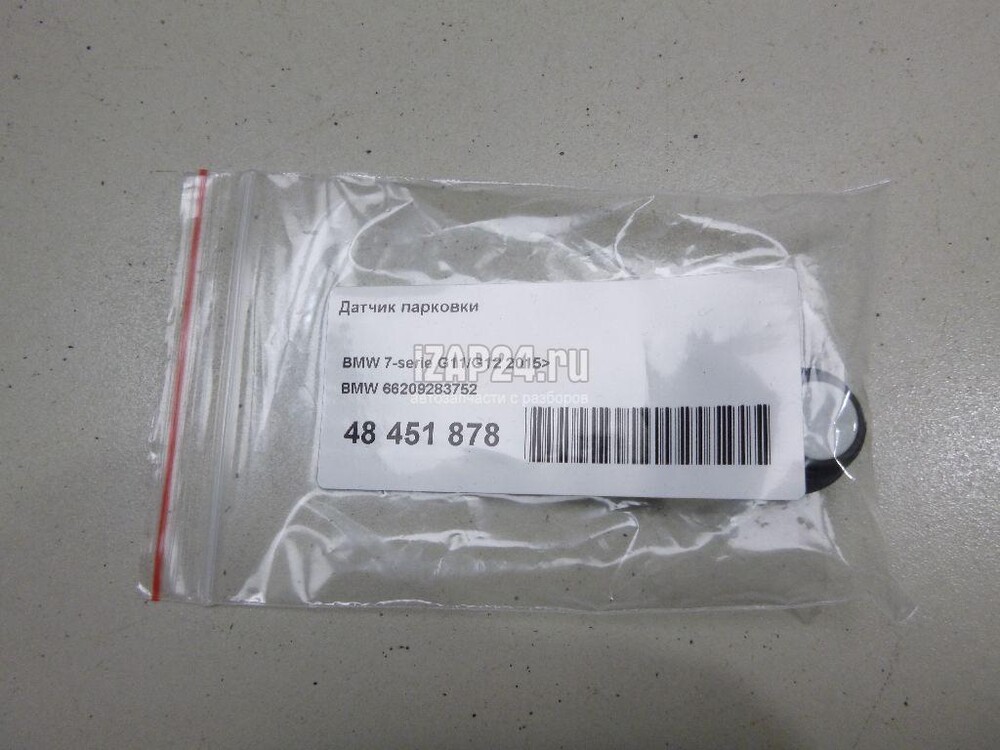 Датчик парковки
BMW 7-serie G11/G12 2015>
iZAP24.ru
BMW 66209283752
автозапчасти с разборов
48 451 878